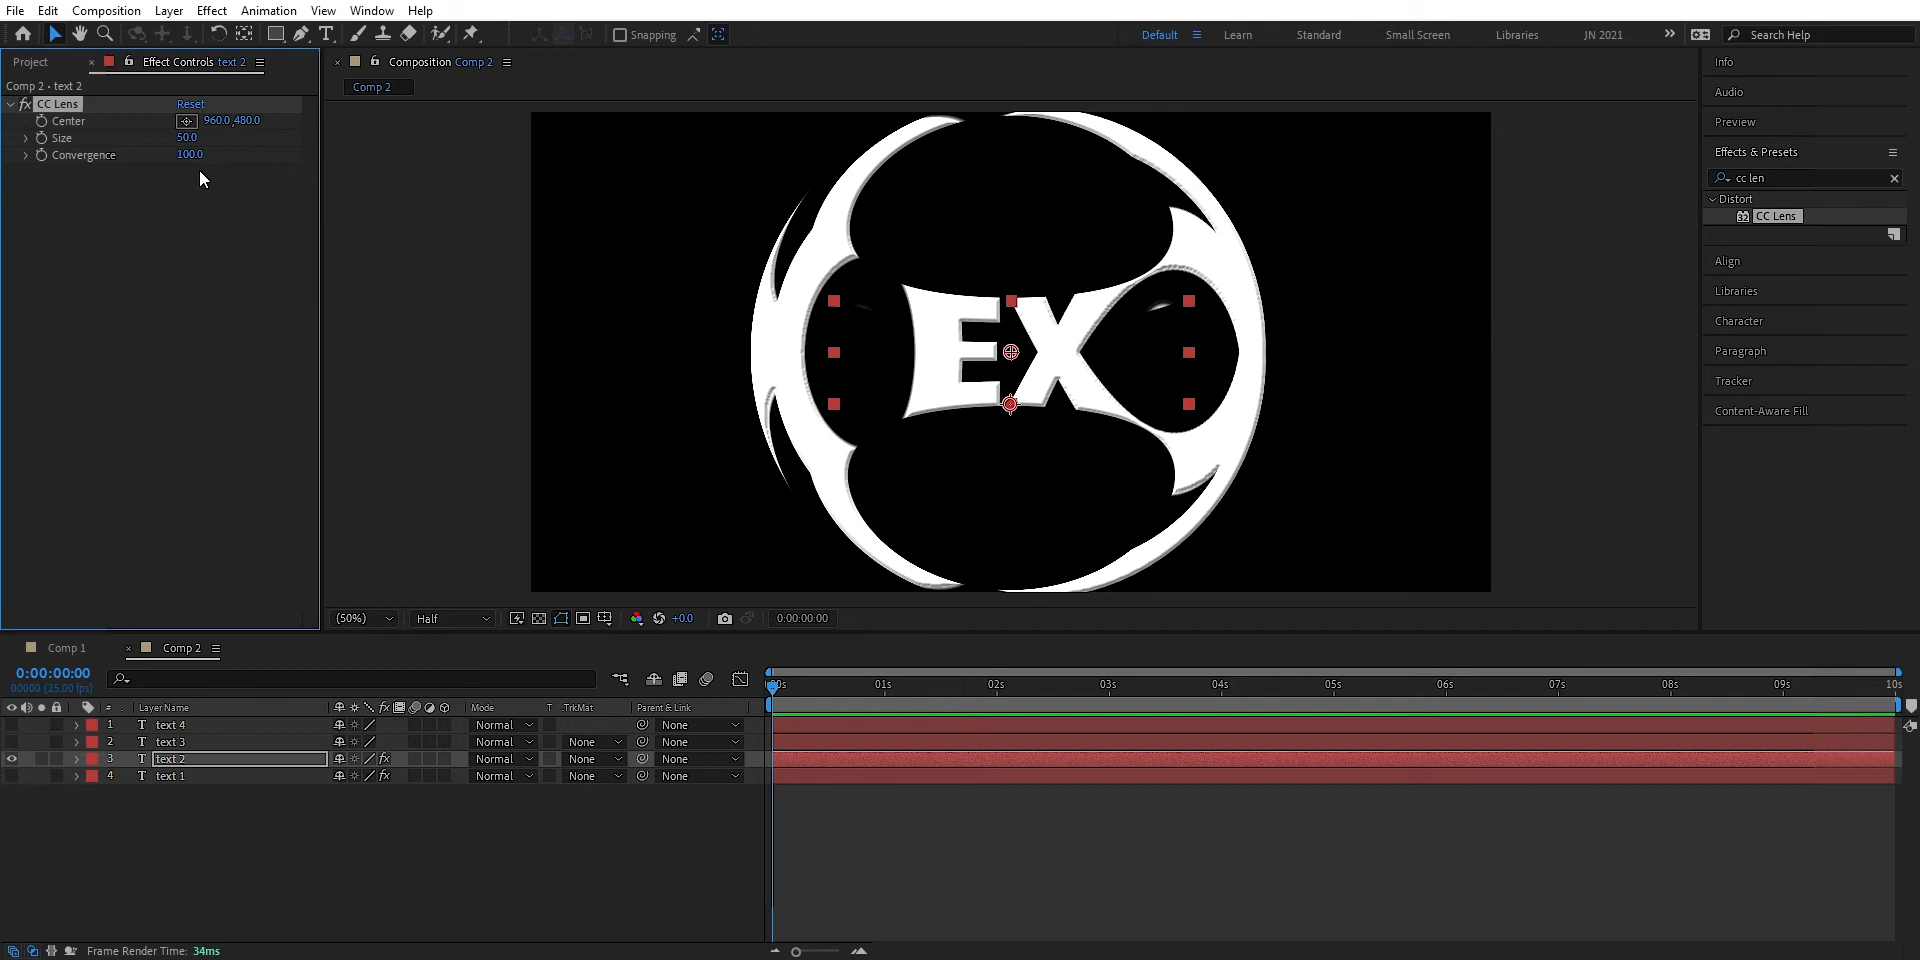 File Edit Composition Layer Effect Animation View Window Help
Snapping
Default Learn Standard Small Screen Libraries JN 2021 Search Help
Project Effect Controls text 2
Comp 2 • text 2
fx CC Lens Reset
Center 960.0,480.0
Size 50.0
Convergence 100.0
Composition Comp 2
Comp 2
EX
(50%) Half +0.0 0:00:00:00
Info
Audio
Preview
Effects & Presets
cc len
Distort
32 CC Lens
Align
Libraries
Character
Paragraph
Tracker
Content-Aware Fill
Comp 1 Comp 2
0:00:00:00
00000 (25.00 fps)
:00s 01s 02s 03s 04s 05s 06s 07s 08s 09s 10s
# Layer Name fx Mode T .TrkMat Parent & Link
1 T text 4 Normal None
2 T text 3 Normal None None
3 T text 2 fx Normal None None
4 T text 1 fx Normal None None
Frame Render Time: 34ms